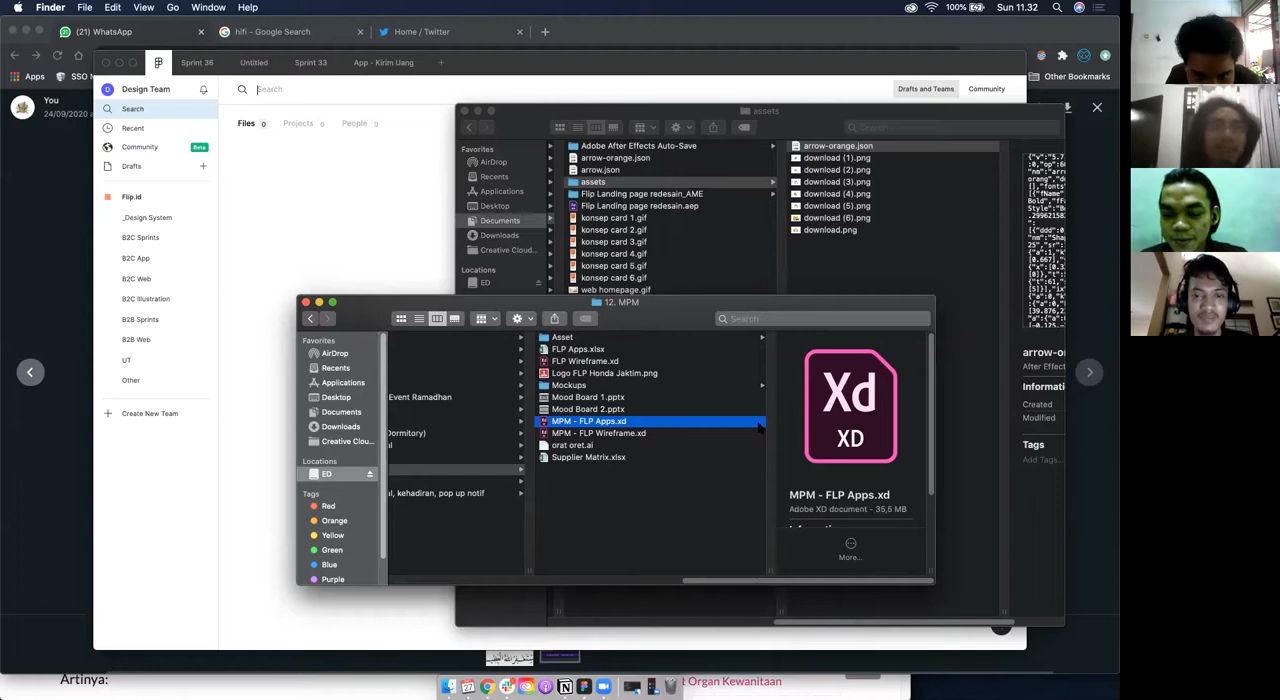 Finder File Edit View Go Window Help
100% Sun 11.32
(21) WhatsApp
hifi - Google Search
Home / Twitter
Sprint 36
Untitled
Sprint 33
App - Kirim Uang
Apps
SSO
Other Bookmarks
You
24/09/2020
D Design Team
Search
Drafts and Teams
Community
Search
Recent
Community Beta
Drafts
Files 0 Projects 0 People 0
Flip.id
_Design System
B2C Sprints
B2C App
B2C Web
B2C Illustration
B2B Sprints
B2B Web
UT
Other
Create New Team
assets
Search
Favorites
AirDrop
Recents
Applications
Desktop
Documents
Downloads
Creative Cloud...
Locations
ED
Adobe After Effects Auto-Save
arrow-orange.json
arrow.json
assets
Flip Landing page redesain_AME
Flip Landing page redesain.aep
konsep card 1.gif
konsep card 2.gif
konsep card 3.gif
konsep card 4.gif
konsep card 5.gif
konsep card 6.gif
web homepage.gif
arrow-orange.json
download (1).png
download (2).png
download (3).png
download (4).png
download (5).png
download (6).png
download.png
arrow-or
After Effect
Informati
Created
Modified
Tags
Add Tags...
12. MPM
Search
Favorites
AirDrop
Recents
Applications
Desktop
Documents
Downloads
Creative Clou...
Locations
ED
Tags
Red
Orange
Yellow
Green
Blue
Purple
Event Ramadhan
Dormitory)
al, kehadiran, pop up notif
Asset
FLP Apps.xlsx
FLP Wireframe.xd
Logo FLP Honda Jaktim.png
Mockups
Mood Board 1.pptx
Mood Board 2.pptx
MPM - FLP Apps.xd
MPM - FLP Wireframe.xd
orat oret.ai
Supplier Matrix.xlsx
Xd
XD
MPM - FLP Apps.xd
Adobe XD document - 35,5 MB
More...
Artinya:
t Organ Kewanitaan